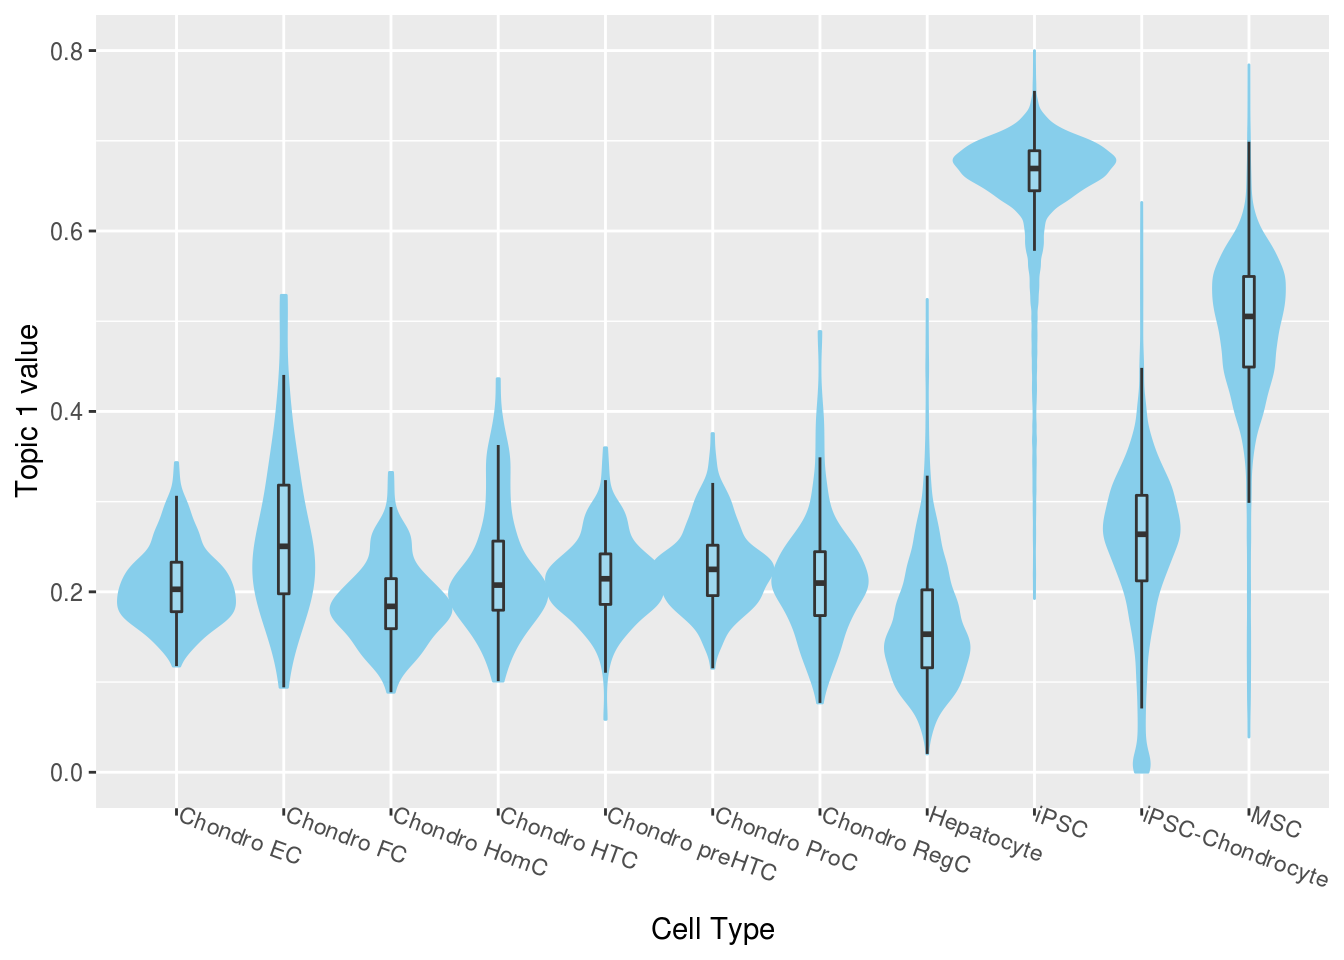 0.8
0.6
0.4
0.2
0.0
Topic 1 value
Chondro EC
Chondro FC
Chondro HomC
Chondro HTC
Chondro preHTC
Chondro ProC
Chondro RegC
Hepatocyte
iPSC
iPSC-Chondrocyte
MSC
Cell Type